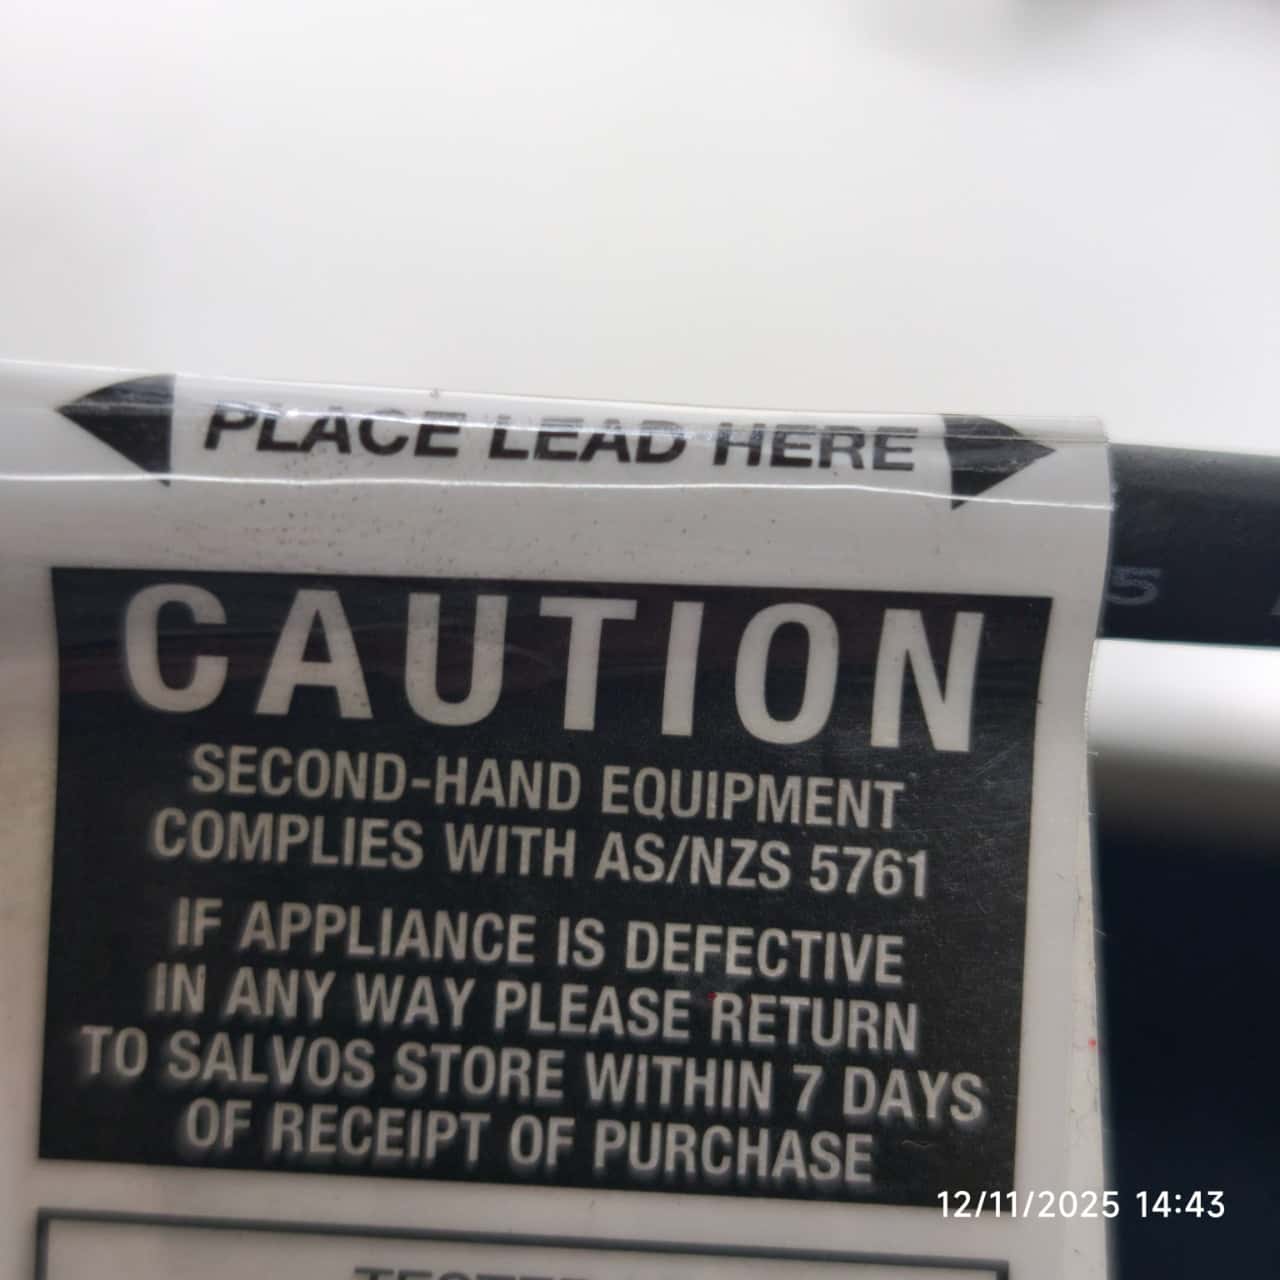 PLACE LEAD HERE
5
CAUTION
SECOND-HAND EQUIPMENT
COMPLIES WITH AS/NZS 5761
IF APPLIANCE IS DEFECTIVE
IN ANY WAY PLEASE RETURN
TO SALVOS STORE WITHIN 7 DAYS
OF RECEIPT OF PURCHASE
12/11/2025 14:43